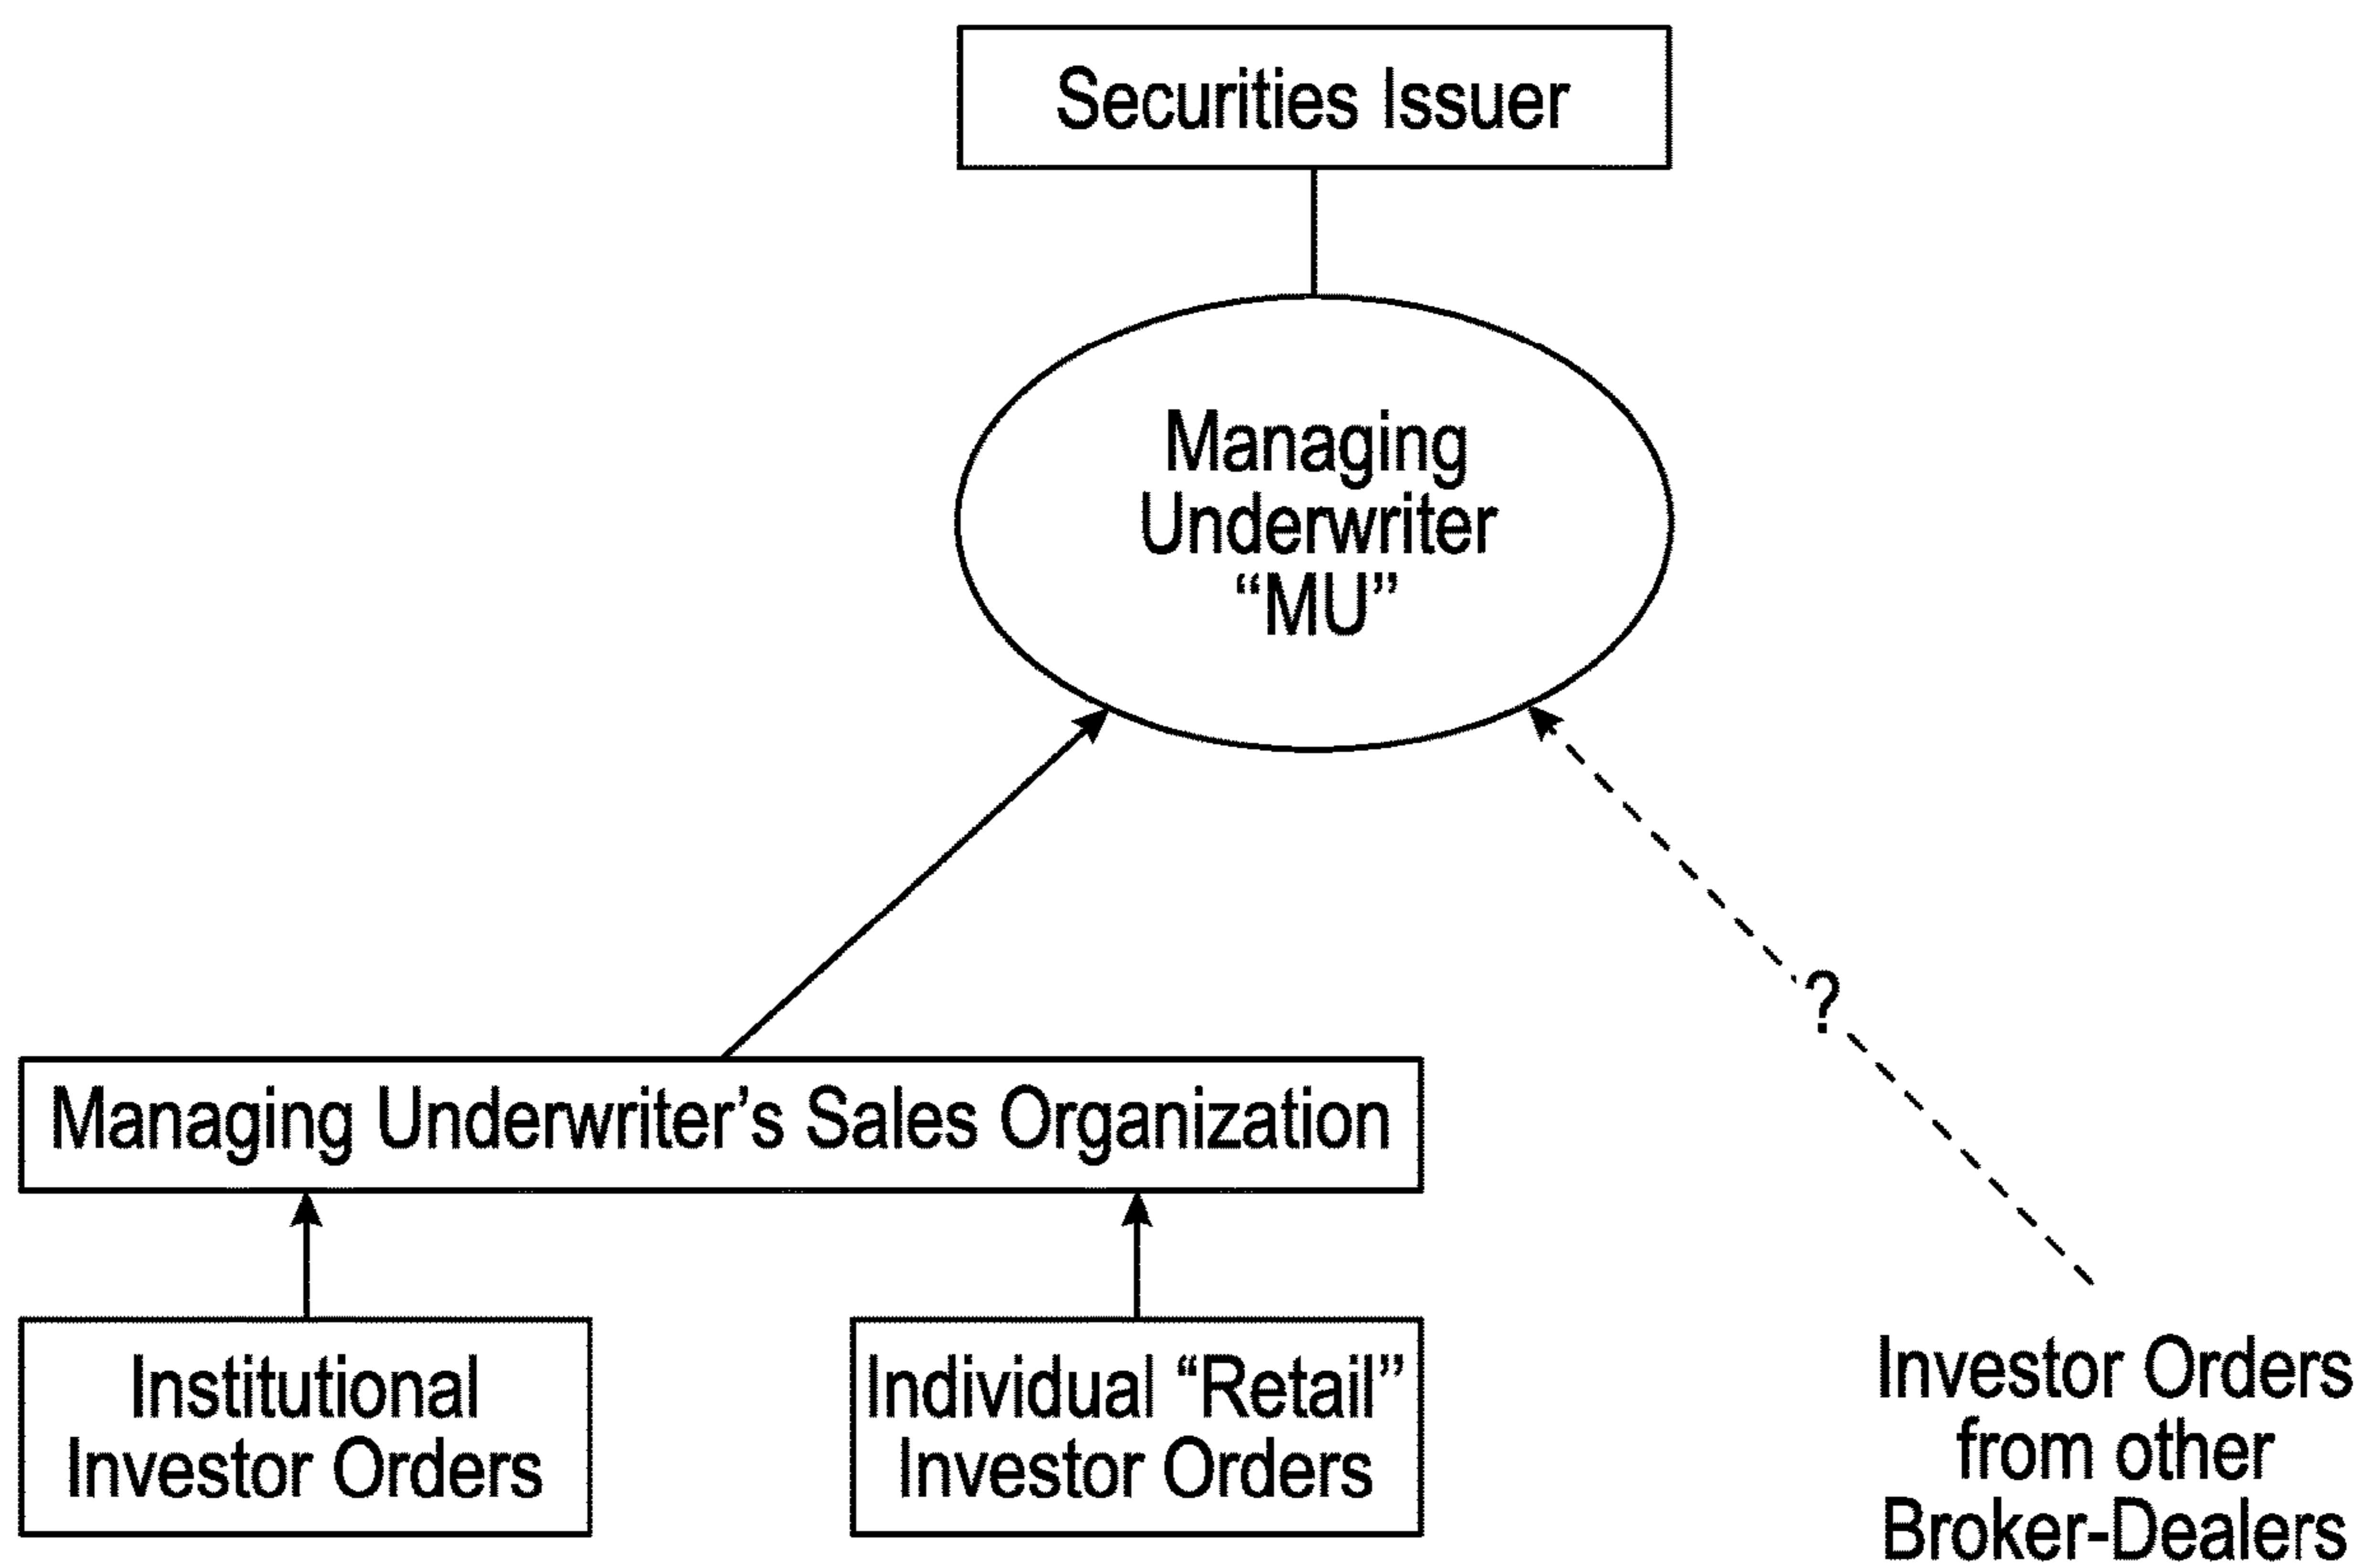 Securities Issuer
Managing
Underwriter
“MU”
?
Managing Underwriter’s Sales Organization
Institutional
Investor Orders
Individual “Retail”
Investor Orders
Investor Orders
from other
Broker-Dealers